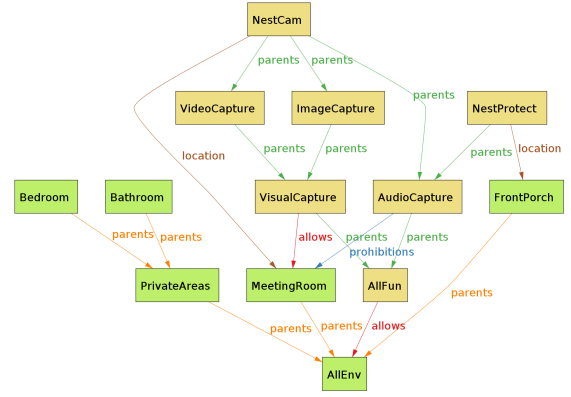 NestCam
parents
parents
parents
VideoCapture
ImageCapture
NestProtect
location
parents
parents
parents
location
Bedroom
Bathroom
VisualCapture
AudioCapture
FrontPorch
parents
parents
allows
parents
parents
prohibitions
PrivateAreas
MeetingRoom
AllFun
parents
parents
parents
allows
AllEnv